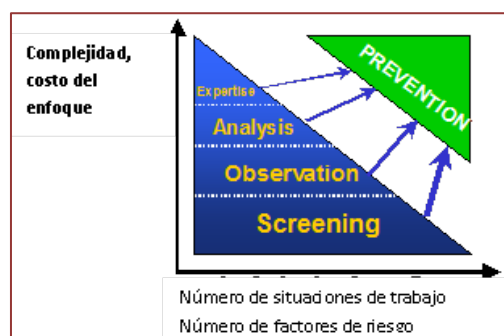 Complejidad,
costo del
enfoque
PREVENTION
Expertise
Analysis
Observation
Screening
Número de situaciones de trabajo
Número de factores de riesgo